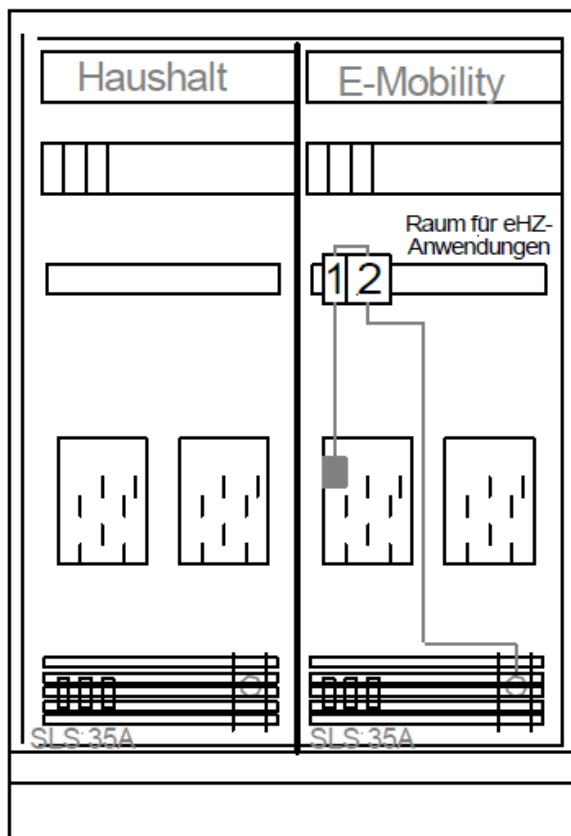 Haushalt
E-Mobility
Raum für eHZ-
Anwendungen
1 2
SLS 35A
SLS 35A